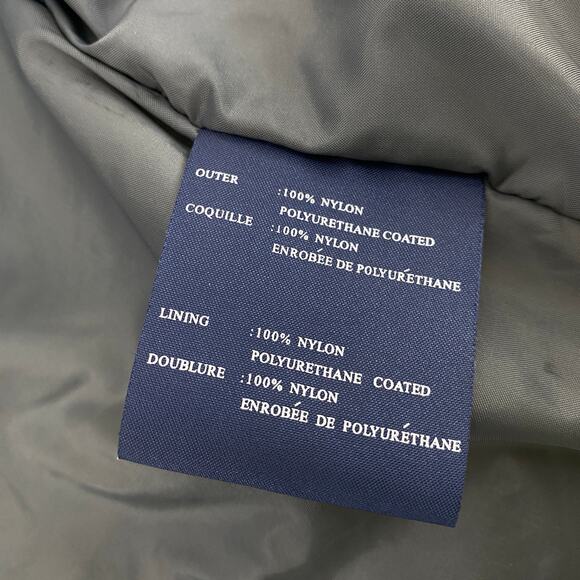 OUTER :100% NYLON
POLYURETHANE COATED
COQUILLE :100% NYLON
ENROBÉE DE POLYURÉTHANE
LINING :100% NYLON
POLYURETHANE COATED
DOUBLURE :100% NYLON
ENROBÉE DE POLYURÉTHANE